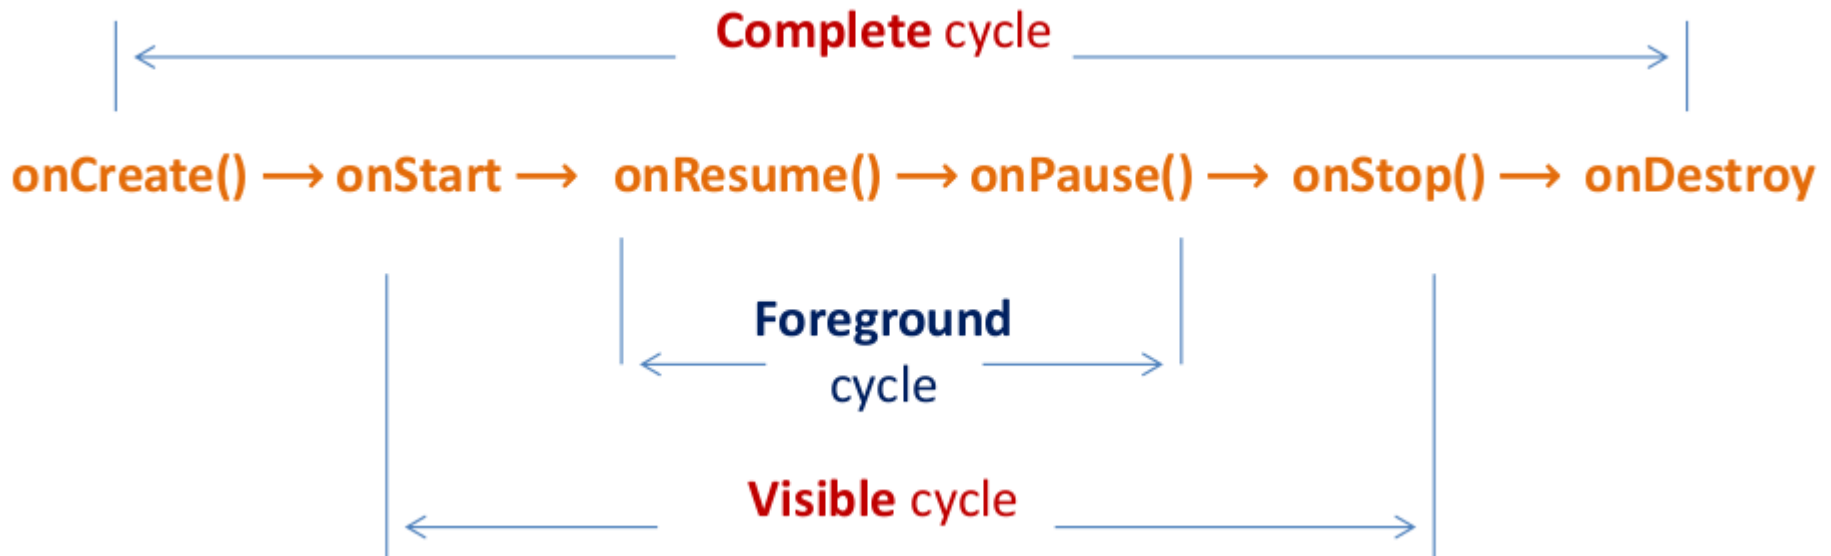 Complete cycle
onCreate() → onStart → onResume() → onPause() → onStop() → onDestroy
Foreground
cycle
Visible cycle